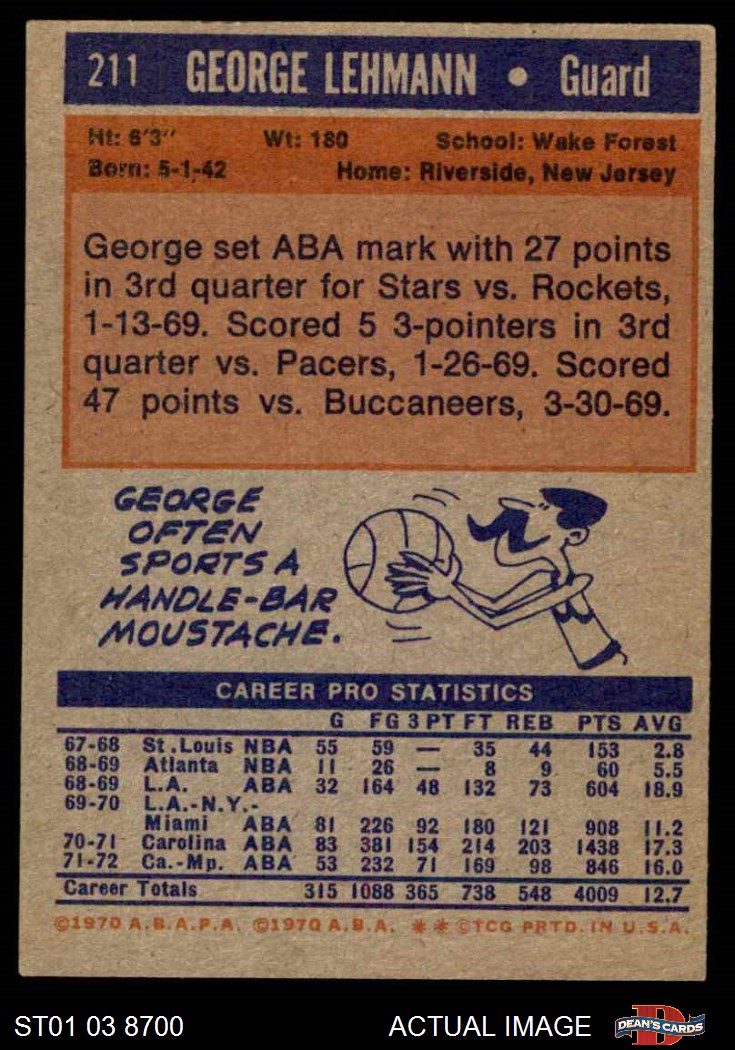 211 GEORGE LEHMANN • Guard
Ht: 6'3" Wt: 180 School: Wake Forest
Born: 5-1-42 Home: Riverside, New Jersey
George set ABA mark with 27 points
in 3rd quarter for Stars vs. Rockets,
1-13-69. Scored 5 3-pointers in 3rd
quarter vs. Pacers, 1-26-69. Scored
47 points vs. Buccaneers, 3-30-69.
GEORGE
OFTEN
SPORTS A
HANDLE-BAR
MOUSTACHE.
CAREER PRO STATISTICS
G FG 3 PT FT REB PTS AVG
67-68 St.Louis NBA 55 59 — 35 44 153 2.8
68-69 Atlanta NBA 11 26 — 8 9 60 5.5
68-69 L.A. ABA 32 164 48 132 73 604 18.9
69-70 L.A.-N.Y.-
Miami ABA 81 226 92 180 121 908 11.2
70-71 Carolina ABA 83 381 154 214 203 1438 17.3
71-72 Ca.-Mp. ABA 53 232 71 169 98 846 16.0
Career Totals 315 1088 365 738 548 4009 12.7
©1970 A.B.A.P.A. ©1970 A.B.A. ** ©TCG PRTD. IN U.S.A.
ST01 03 8700 ACTUAL IMAGE D DEAN'S CARDS